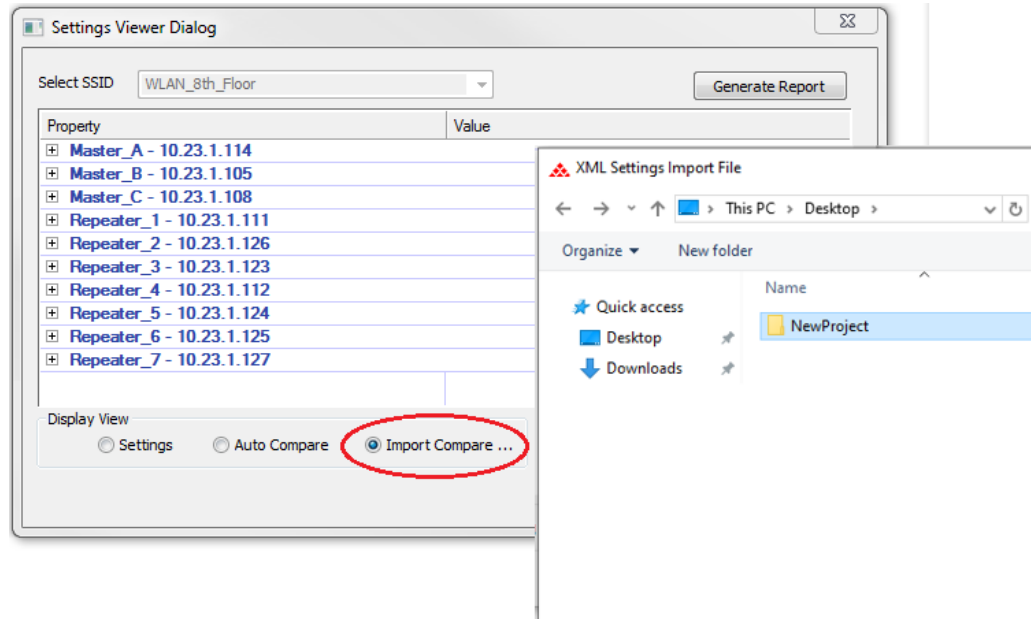 Settings Viewer Dialog
Select SSID WLAN_8th_Floor Generate Report
Property Value
Master_A - 10.23.1.114
Master_B - 10.23.1.105
Master_C - 10.23.1.108
Repeater_1 - 10.23.1.111
Repeater_2 - 10.23.1.126
Repeater_3 - 10.23.1.123
Repeater_4 - 10.23.1.112
Repeater_5 - 10.23.1.124
Repeater_6 - 10.23.1.125
Repeater_7 - 10.23.1.127
Display View
Settings Auto Compare Import Compare ...
XML Settings Import File
This PC > Desktop >
Organize New folder
Name
Quick access
Desktop
Downloads
NewProject